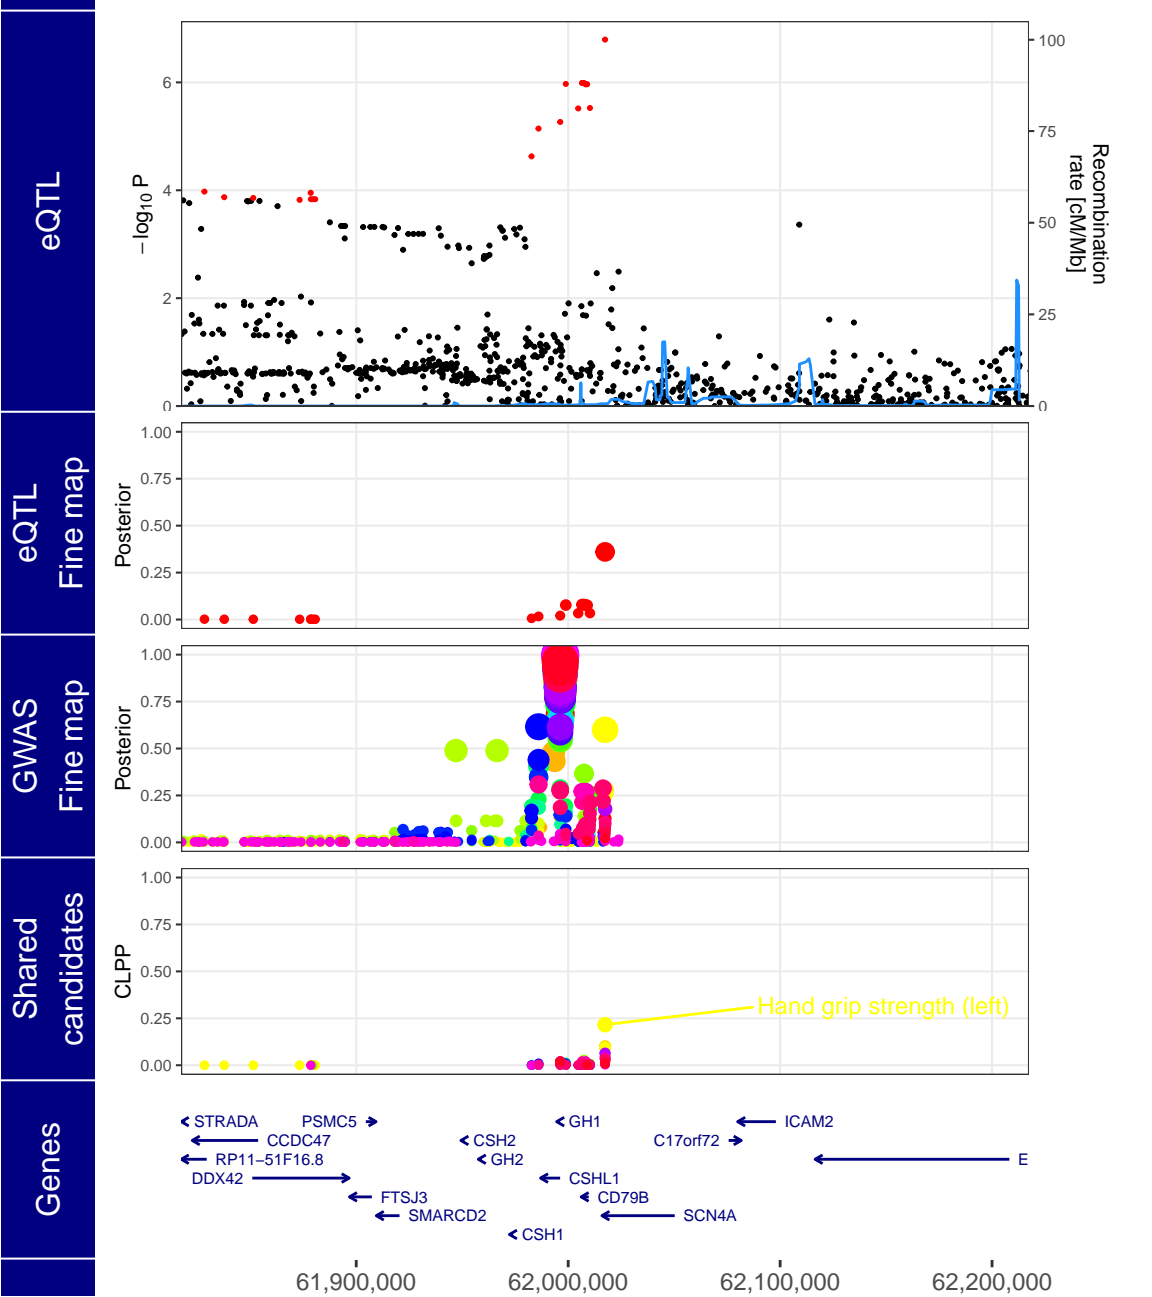 eQTL
−log10 P
6
4
2
0
100
75
50
25
0
Recombination
rate [cM/Mb]
eQTL
Fine map
Posterior
1.00
0.75
0.50
0.25
0.00
GWAS
Fine map
Posterior
1.00
0.75
0.50
0.25
0.00
Shared
candidates
CLPP
1.00
0.75
0.50
0.25
0.00
Hand grip strength (left)
Genes
STRADA
PSMC5
GH1
ICAM2
CCDC47
CSH2
C17orf72
RP11−51F16.8
GH2
E
DDX42
CSHL1
FTSJ3
CD79B
SMARCD2
SCN4A
CSH1
61,900,000
62,000,000
62,100,000
62,200,000